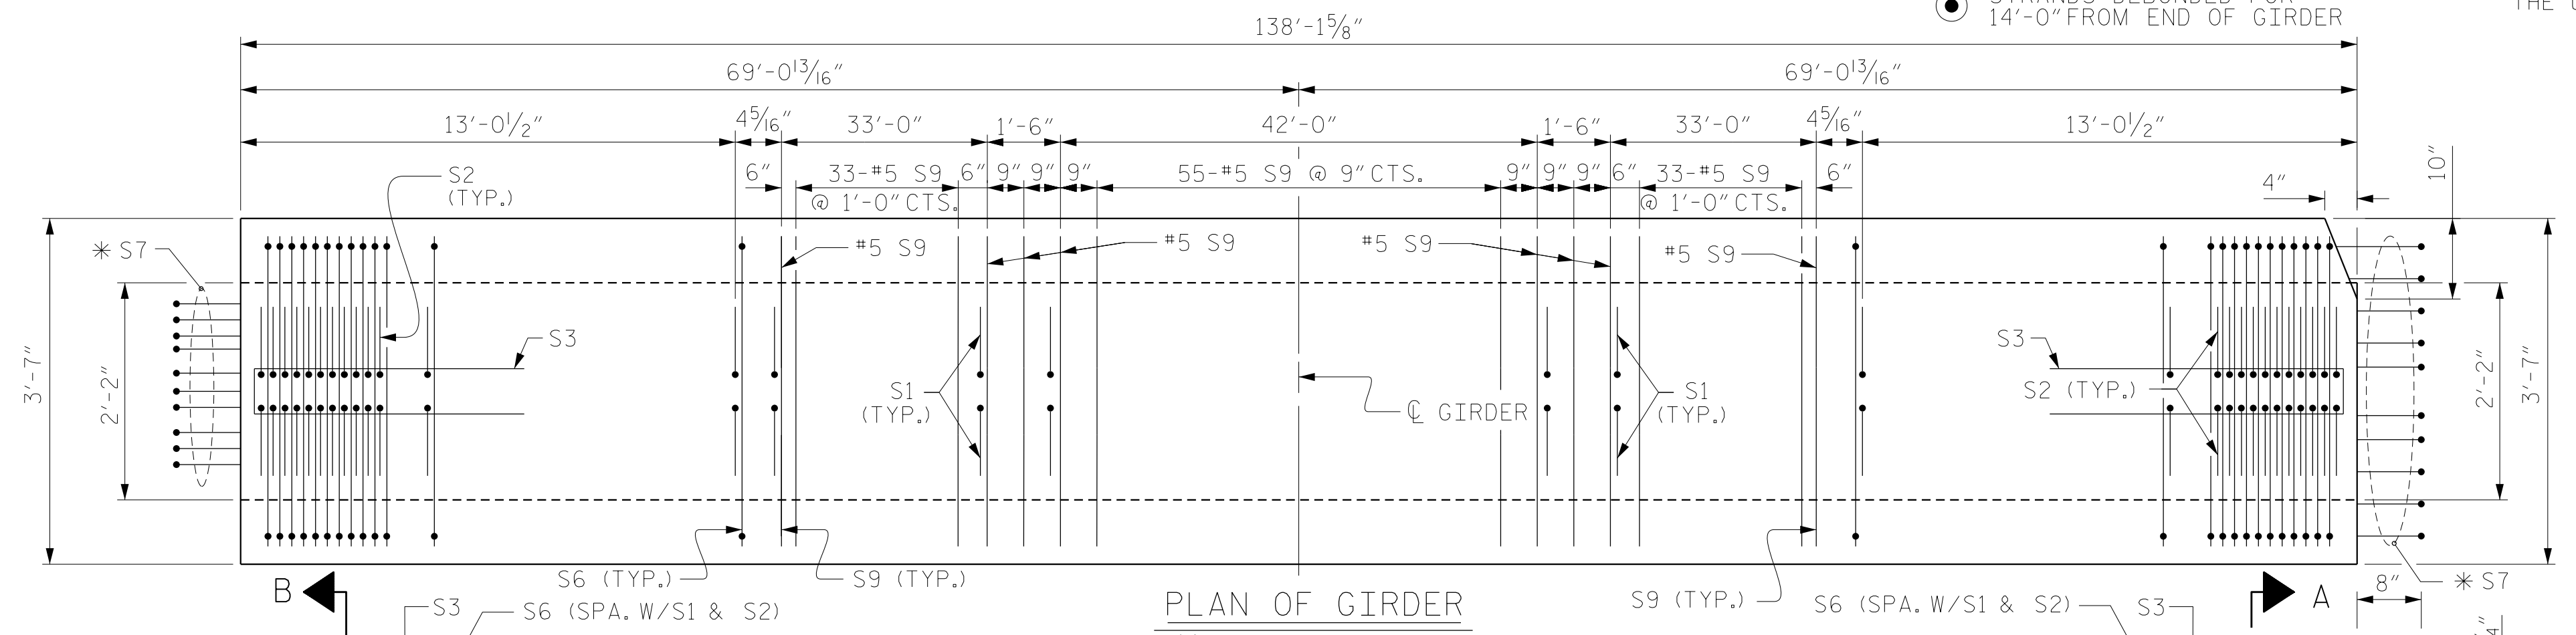 STRANDS DEBONDED FOR
14'-0" FROM END OF GIRDER
138'-1⅝"
69'-0¹³⁄₁₆"
69'-0¹³⁄₁₆"
13'-0½"
4⁵⁄₁₆"
33'-0"
1'-6"
42'-0"
1'-6"
33'-0"
4⁵⁄₁₆"
13'-0½"
6"
33-#5 S9
@ 1'-0" CTS.
6"
9"
9"
9"
55-#5 S9 @ 9" CTS.
9"
9"
9"
6"
33-#5 S9
@ 1'-0" CTS.
6"
4"
10"
S2
(TYP.)
* S7
#5 S9
#5 S9
#5 S9
#5 S9
3'-7"
2'-2"
S3
S1
(TYP.)
℄ GIRDER
S1
(TYP.)
S3
S2 (TYP.)
2'-2"
3'-7"
S6 (TYP.)
S9 (TYP.)
S9 (TYP.)
8"
* S7
B
S3
S6 (SPA. W/S1 & S2)
PLAN OF GIRDER
S6 (SPA. W/S1 & S2)
S3
A